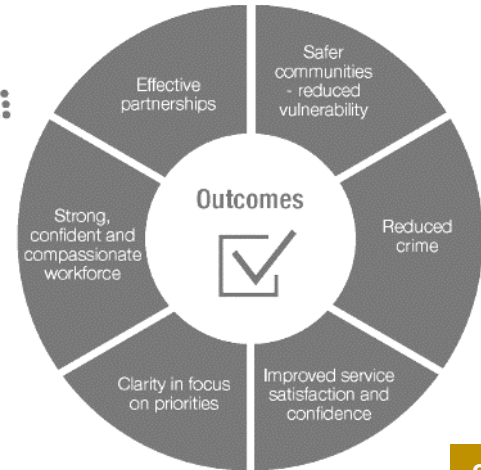 Effective
partnerships
Safer
communities
- reduced
vulnerability
Outcomes
Strong,
confident and
compassionate
workforce
Reduced
crime
Clarity in focus
on priorities
Improved service
satisfaction and
confidence